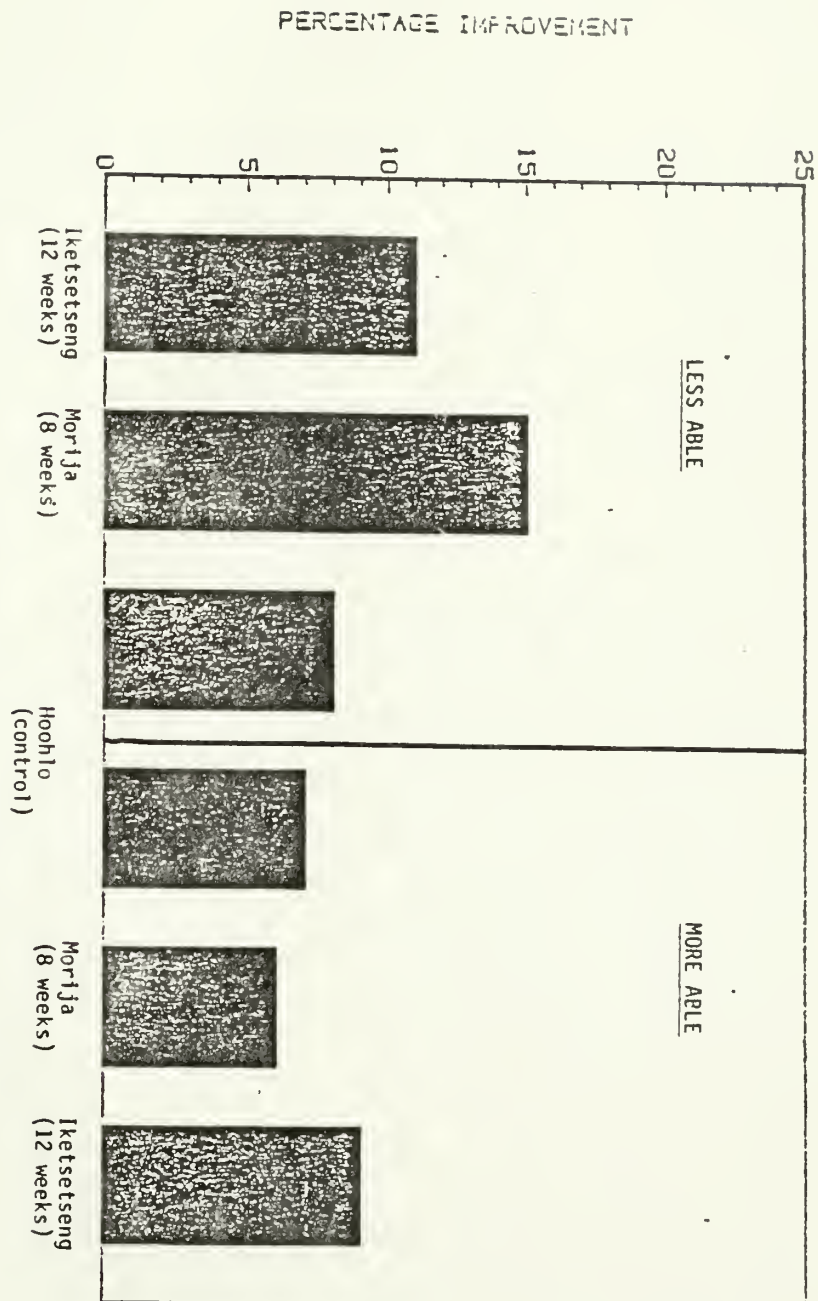 PERCENTAGE IMPROVEMENT
25
20
15
10
5
0
LESS ABLE
MORE ABLE
Iketsetseng
(12 weeks)
Morija
(8 weeks)
Hoohlo
(control)
Morija
(8 weeks)
Iketsetseng
(12 weeks)